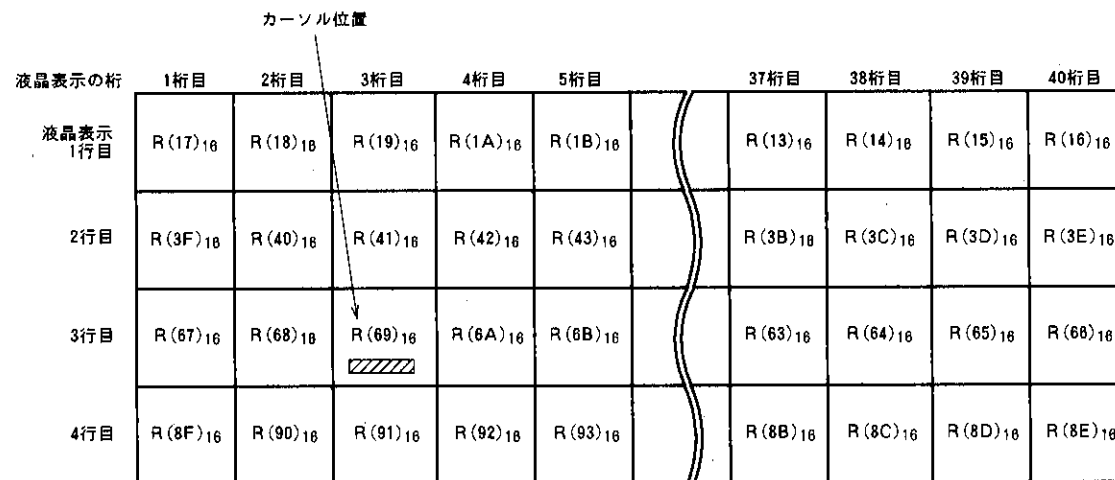 カーソル位置
液晶表示の桁 1桁目 2桁目 3桁目 4桁目 5桁目 37桁目 38桁目 39桁目 40桁目
液晶表示
1行目 R(17)16 R(18)16 R(19)16 R(1A)16 R(1B)16 R(13)16 R(14)16 R(15)16 R(16)16
2行目 R(3F)16 R(40)16 R(41)16 R(42)16 R(43)16 R(3B)16 R(3C)16 R(3D)16 R(3E)16
3行目 R(67)16 R(68)16 R(69)16 R(6A)16 R(6B)16 R(63)16 R(64)16 R(65)16 R(66)16
4行目 R(8F)16 R(90)16 R(91)16 R(92)16 R(93)16 R(8B)16 R(8C)16 R(8D)16 R(8E)16